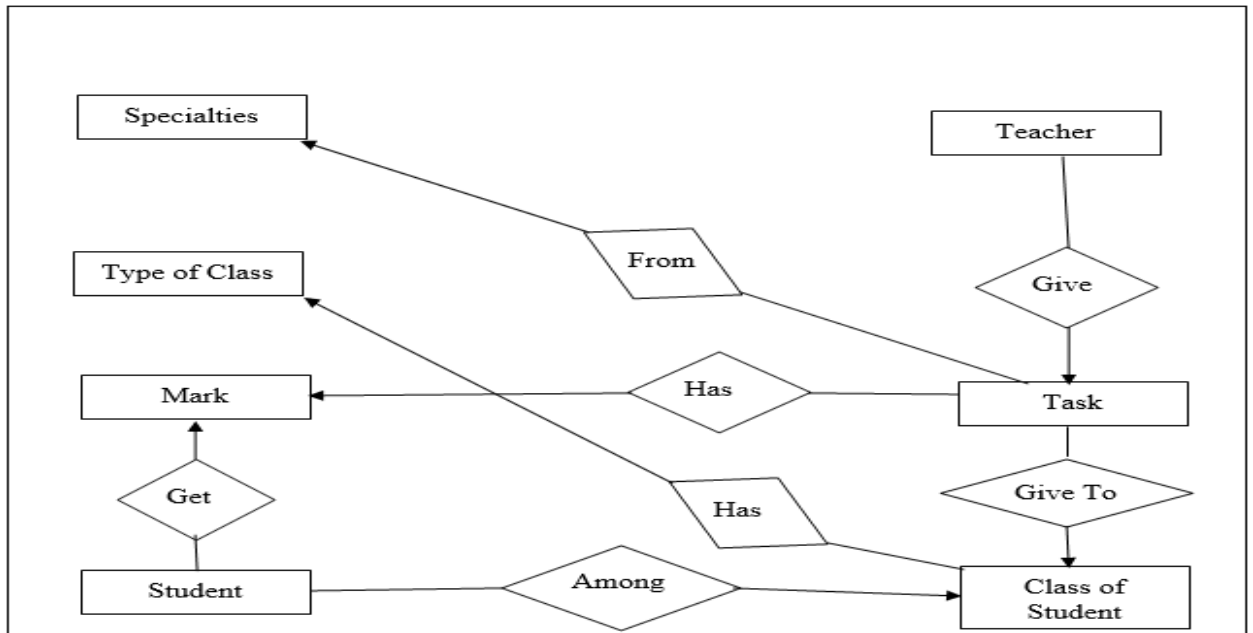 Specialties
Teacher
From
Type of Class
Give
Has
Mark
Task
Get
Has
Give To
Among
Student
Class of
Student